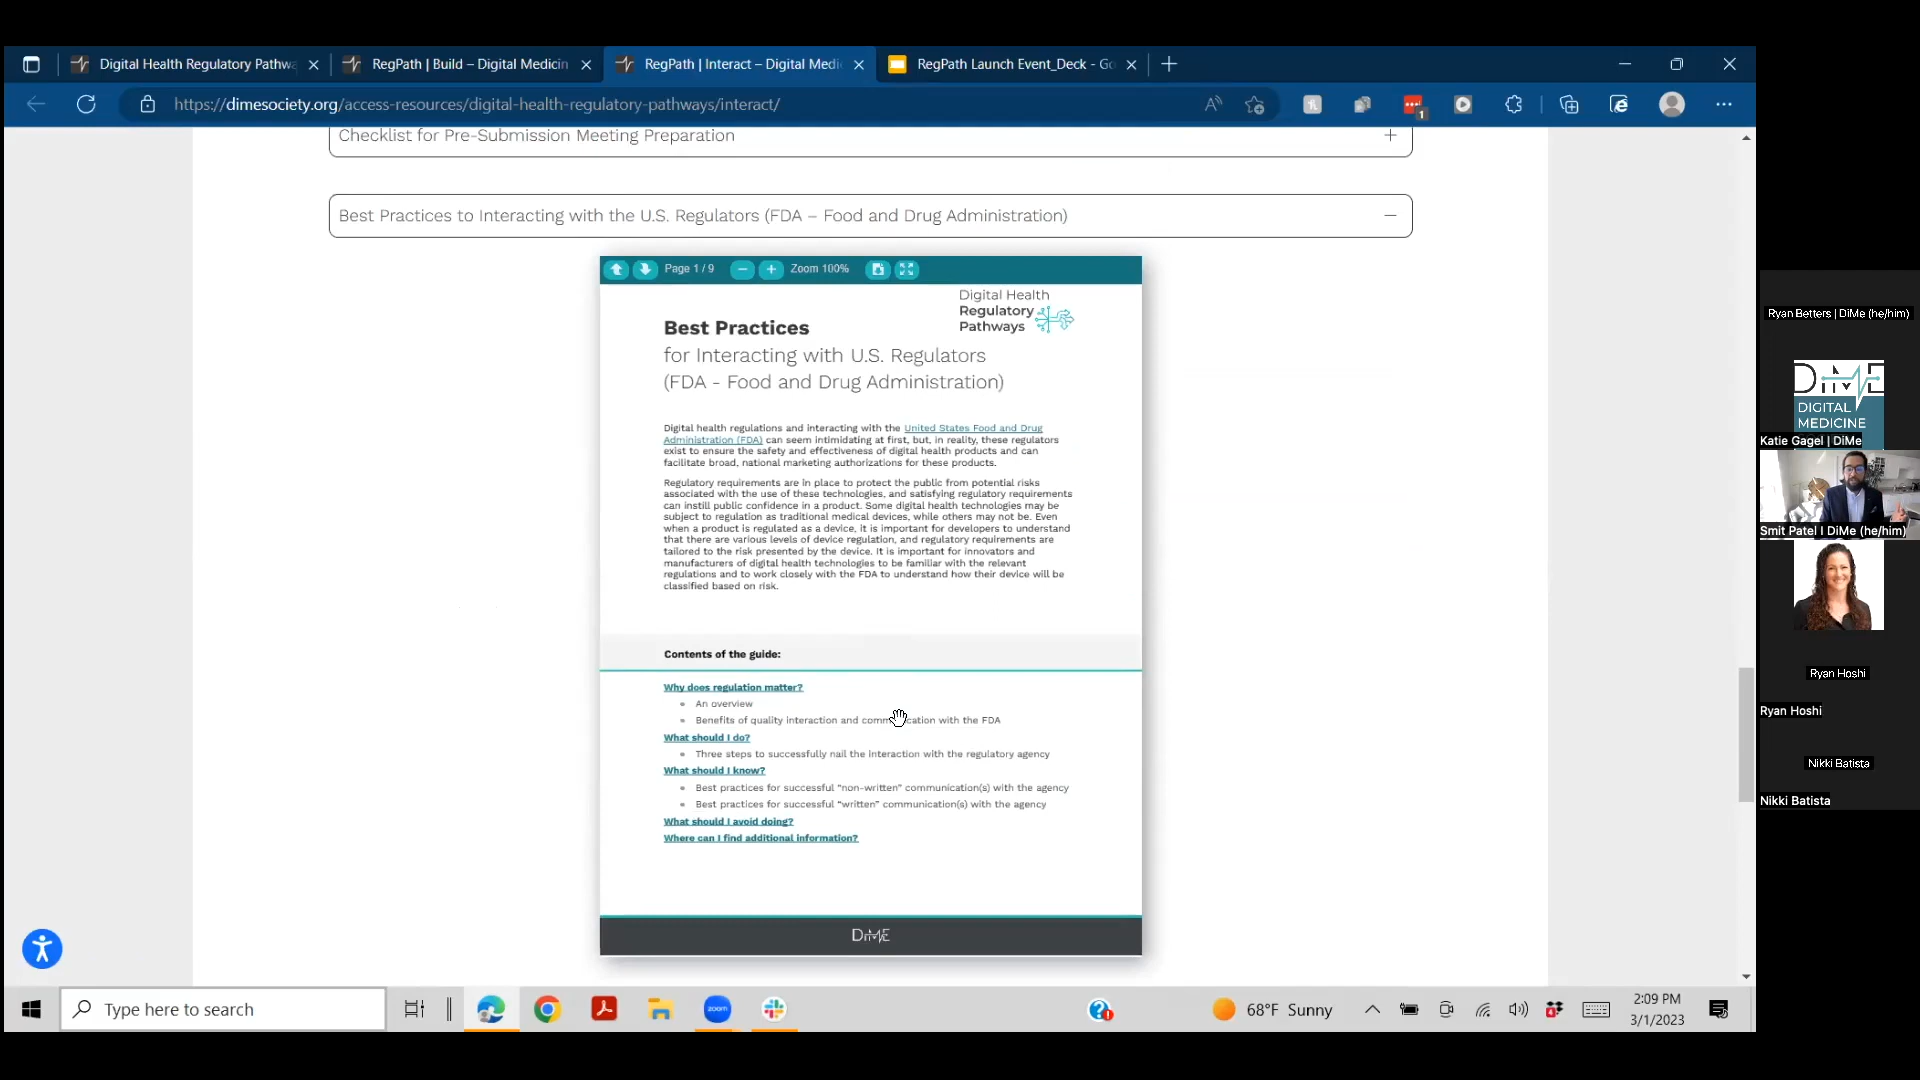 Digital Health Regulatory Pathw
RegPath | Build – Digital Medicin
RegPath | Interact – Digital Medi
RegPath Launch Event_Deck - Go
https://dimesociety.org/access-resources/digital-health-regulatory-pathways/interact/
1
Checklist for Pre-Submission Meeting Preparation
Best Practices to Interacting with the U.S. Regulators (FDA – Food and Drug Administration)
Page 1 / 9
Zoom 100%
Digital Health
Regulatory
Pathways
Best Practices
for Interacting with U.S. Regulators
(FDA - Food and Drug Administration)
Digital health regulations and interacting with the United States Food and Drug
Administration (FDA) can seem intimidating at first, but, in reality, these regulators
exist to ensure the safety and effectiveness of digital health products and can
facilitate broad, national marketing authorizations for these products.
Regulatory requirements are in place to protect the public from potential risks
associated with the use of these technologies, and satisfying regulatory requirements
can instill public confidence in a product. Some digital health technologies may be
subject to regulation as traditional medical devices, while others may not be. Even
when a product is regulated as a device, it is important for developers to understand
that there are various levels of device regulation, and regulatory requirements are
tailored to the risk presented by the device. It is important for innovators and
manufacturers of digital health technologies to be familiar with the relevant
regulations and to work closely with the FDA to understand how their device will be
classified based on risk.
Contents of the guide:
Why does regulation matter?
An overview
Benefits of quality interaction and communication with the FDA
What should I do?
Three steps to successfully nail the interaction with the regulatory agency
What should I know?
Best practices for successful “non-written” communication(s) with the agency
Best practices for successful “written” communication(s) with the agency
What should I avoid doing?
Where can I find additional information?
DiME
Ryan Betters | DiMe (he/him)
DiME
DIGITAL
MEDICINE
Katie Gagel | DiMe
Smit Patel | DiMe (he/him)
Ryan Hoshi
Ryan Hoshi
Nikki Batista
Nikki Batista
Type here to search
zoom
68°F Sunny
2:09 PM
3/1/2023